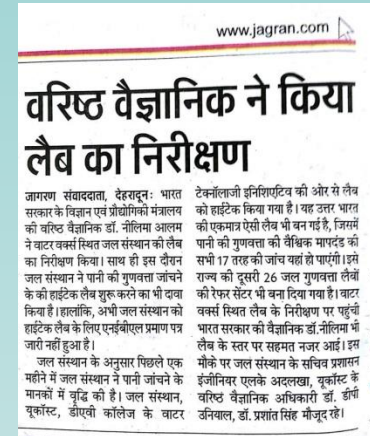 www.jagran.com
वरिष्ठ वैज्ञानिक ने किया
लैब का निरीक्षण
जागरण संवाददाता, देहरादूनः भारत
सरकार के विज्ञान एवं प्रौद्योगिकी मंत्रालय
की वरिष्ठ वैज्ञानिक डॉ. नीलिमा आलम
ने वाटर वर्क्स स्थित जल संस्थान की लैब
का निरीक्षण किया। साथ ही इस दौरान
जल संस्थान ने पानी की गुणवत्ता जांचने
के की हाईटेक लैब शुरू करने का भी दावा
किया है। हालांकि, अभी जल संस्थान को
हाईटेक लैब के लिए एनईबीएल प्रमाण पत्र
जारी नहीं हुआ है।
जल संस्थान के अनुसार पिछले एक
महीने में जल संस्थान ने पानी जांचने के
मानकों में वृद्धि की है। जल संस्थान,
यूकॉस्ट, डीएवी कॉलेज के वाटर
टेक्नॉलाजी इनिशिएटिव की ओर से लैब
को हाईटेक किया गया है। यह उत्तर भारत
की एकमात्र ऐसी लैब भी बन गई है, जिसमें
पानी की गुणवत्ता की वैश्विक मापदंड की
सभी 17 तरह की जांच यहां हो पाएंगी। इसे
राज्य की दूसरी 26 जल गुणवत्ता लैबों
की रेफर सेंटर भी बना दिया गया है। वाटर
वर्क्स स्थित लैब के निरीक्षण पर पहुंची
भारत सरकार की वैज्ञानिक डॉ.नीलिमा भी
लैब के स्तर पर सहमत नजर आई। इस
मौके पर जल संस्थान के सचिव प्रशासन
इंजीनियर एलके अदलखा, यूकॉस्ट के
वरिष्ठ वैज्ञानिक अधिकारी डॉ. डीपी
उनियाल, डॉ. प्रशांत सिंह मौजूद रहे।